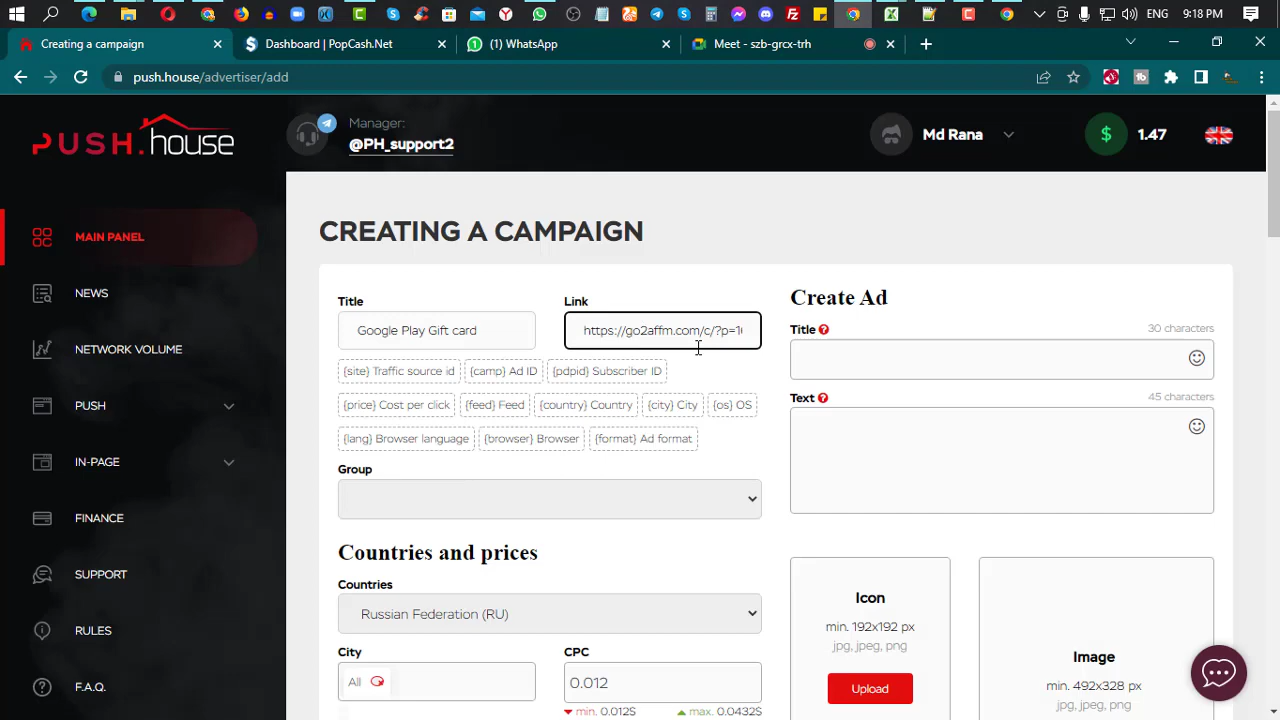 ENG
8:18 PM
Creating a campaign
Dashboard | PopCash.Net
(1) WhatsApp
Meet - szb-grcx-trh
push.house/advertiser/add
PUSH.house
Manager:
@PH_support2
Md Rana
$ 1.47
MAIN PANEL
NEWS
NETWORK VOLUME
PUSH
IN-PAGE
FINANCE
SUPPORT
RULES
F.A.Q.
CREATING A CAMPAIGN
Title
Link
Google Play Gift card
https://go2affm.com/c/?p=1
{site} Traffic source id
{camp} Ad ID
{pdpid} Subscriber ID
{price} Cost per click
{feed} Feed
{country} Country
{city} City
{os} OS
{lang} Browser language
{browser} Browser
{format} Ad format
Group
Countries and prices
Countries
Russian Federation (RU)
City
CPC
All
0.012
min. 0.012$
max. 0.0432$
Create Ad
Title
30 characters
Text
45 characters
Icon
min. 192x192 px
jpg, jpeg, png
Upload
Image
min. 492x328 px
jpg, jpeg, png